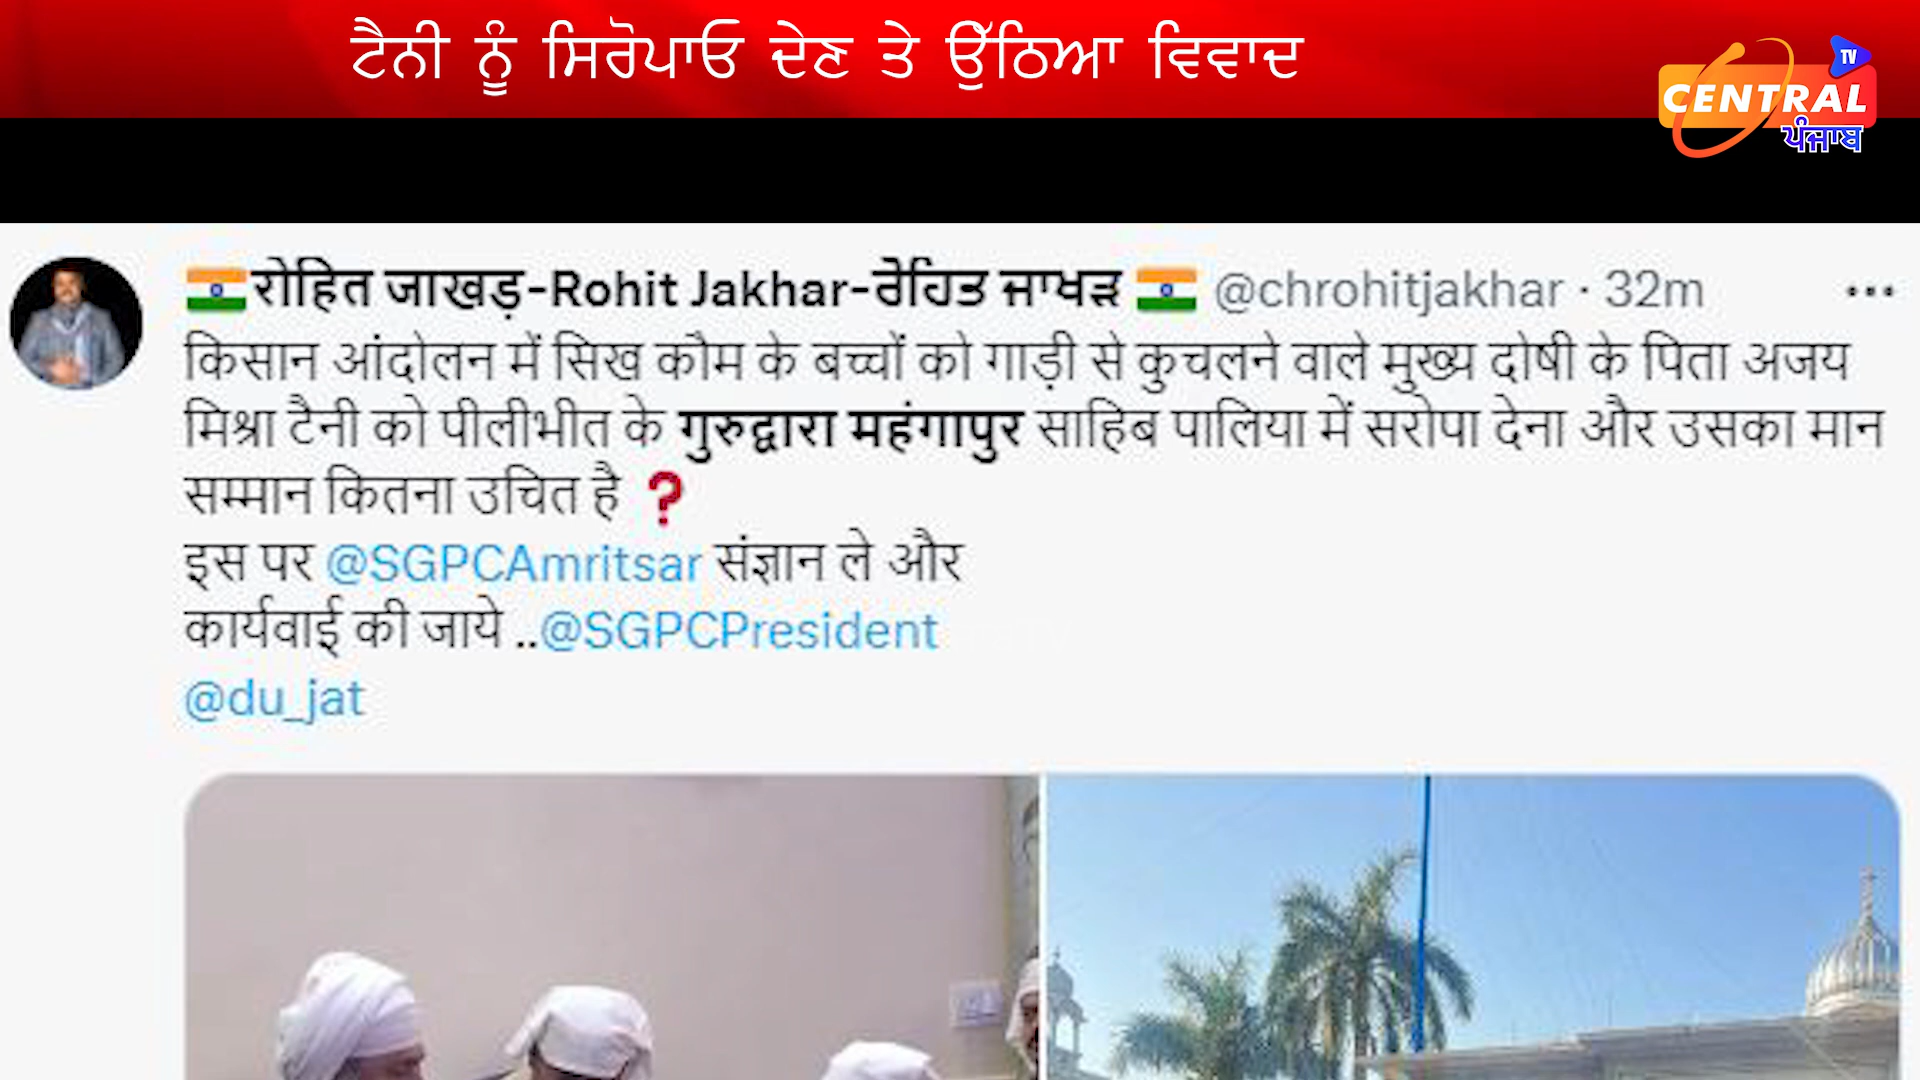 ਟੈਨੀ ਨੂੰ ਸਿਰੋਪਾਓ ਦੇਣ ਤੇ ਉੱਠਿਆ ਵਿਵਾਦ
TV
CENTRAL
ਪੰਜਾਬ
रोहित जाखड़-Rohit Jakhar-ਰੋਹਿਤ ਜਾਖੜ @chrohitjakhar · 32m
किसान आंदोलन में सिख कौम के बच्चों को गाड़ी से कुचलने वाले मुख्य दोषी के पिता अजय
मिश्रा टैनी को पीलीभीत के गुरुद्वारा महंगापुर साहिब पालिया में सरोपा देना और उसका मान
सम्मान कितना उचित है ❓
इस पर @SGPCAmritsar संज्ञान ले और
कार्यवाई की जाये ..@SGPCPresident
@du_jat